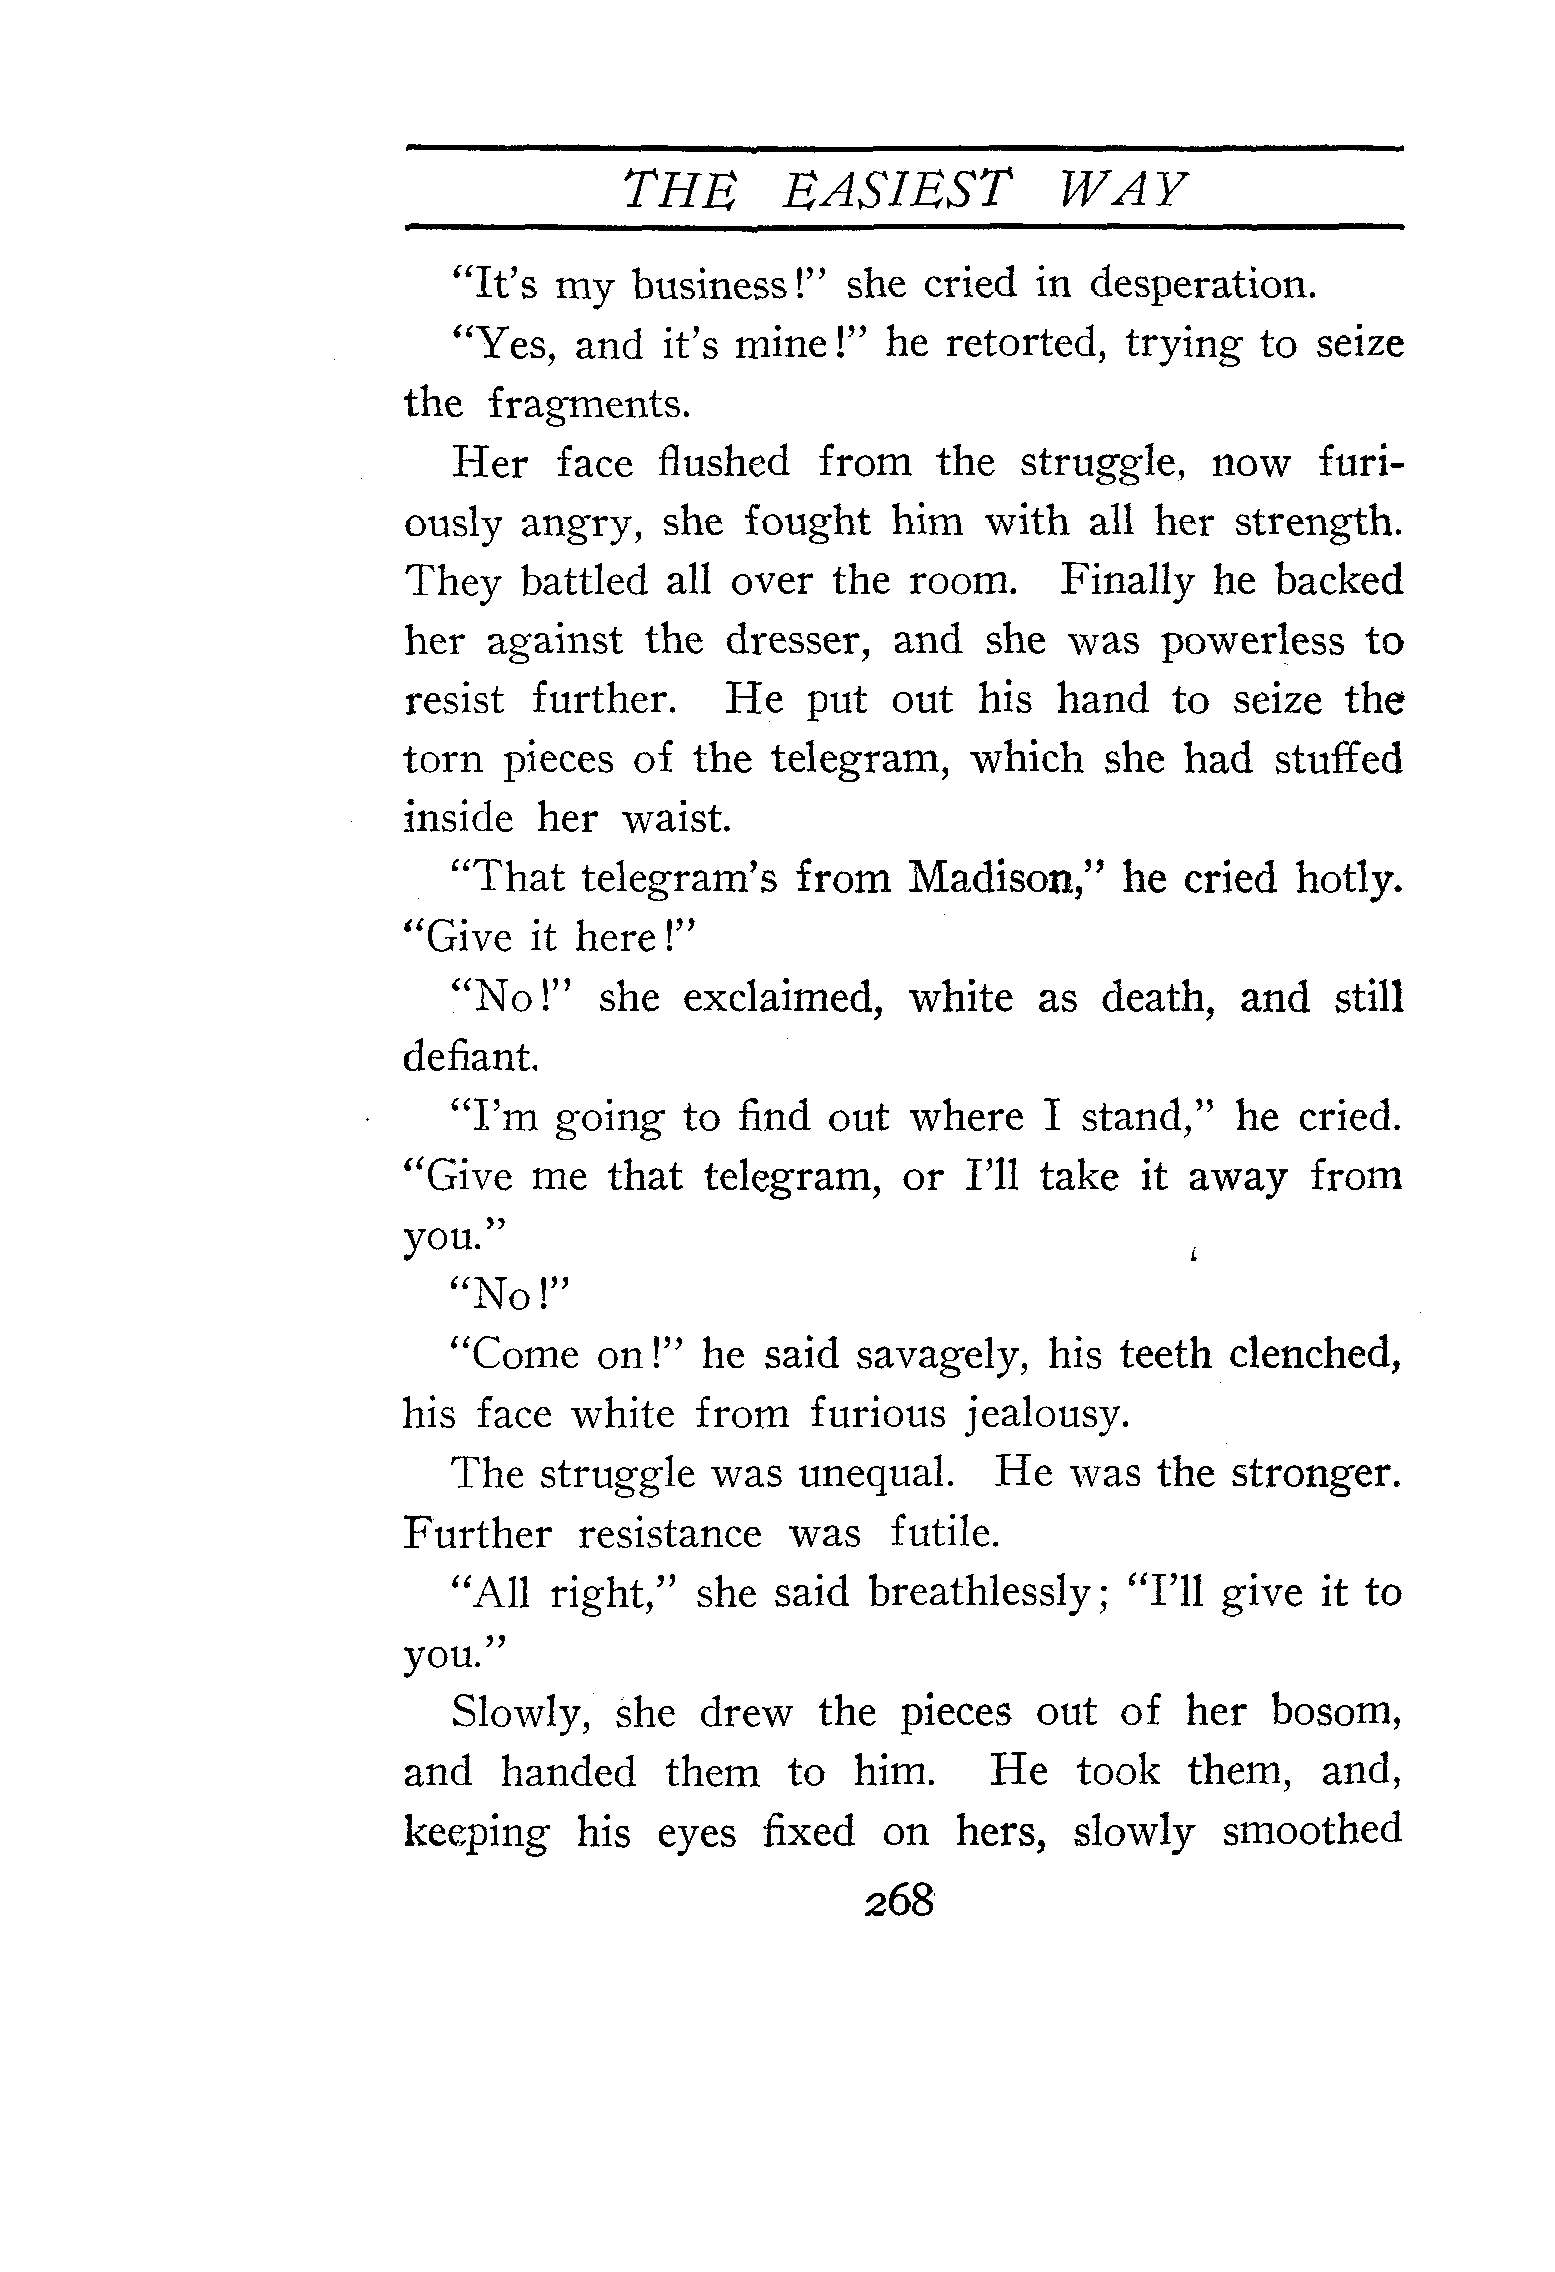 THE EASIEST WAY
“It’s my business!” she cried in desperation.
“Yes, and it’s mine!” he retorted, trying to seize
the fragments.
Her face flushed from the struggle, now furi-
ously angry, she fought him with all her strength.
They battled all over the room. Finally he backed
her against the dresser, and she was powerless to
resist further. He put out his hand to seize the
torn pieces of the telegram, which she had stuffed
inside her waist.
“That telegram’s from Madison,” he cried hotly.
“Give it here!”
“No!” she exclaimed, white as death, and still
defiant.
“I’m going to find out where I stand,” he cried.
“Give me that telegram, or I’ll take it away from
you.”
“No!”
“Come on!” he said savagely, his teeth clenched,
his face white from furious jealousy.
The struggle was unequal. He was the stronger.
Further resistance was futile.
“All right,” she said breathlessly; “I’ll give it to
you.”
Slowly, she drew the pieces out of her bosom,
and handed them to him. He took them, and,
keeping his eyes fixed on hers, slowly smoothed
268